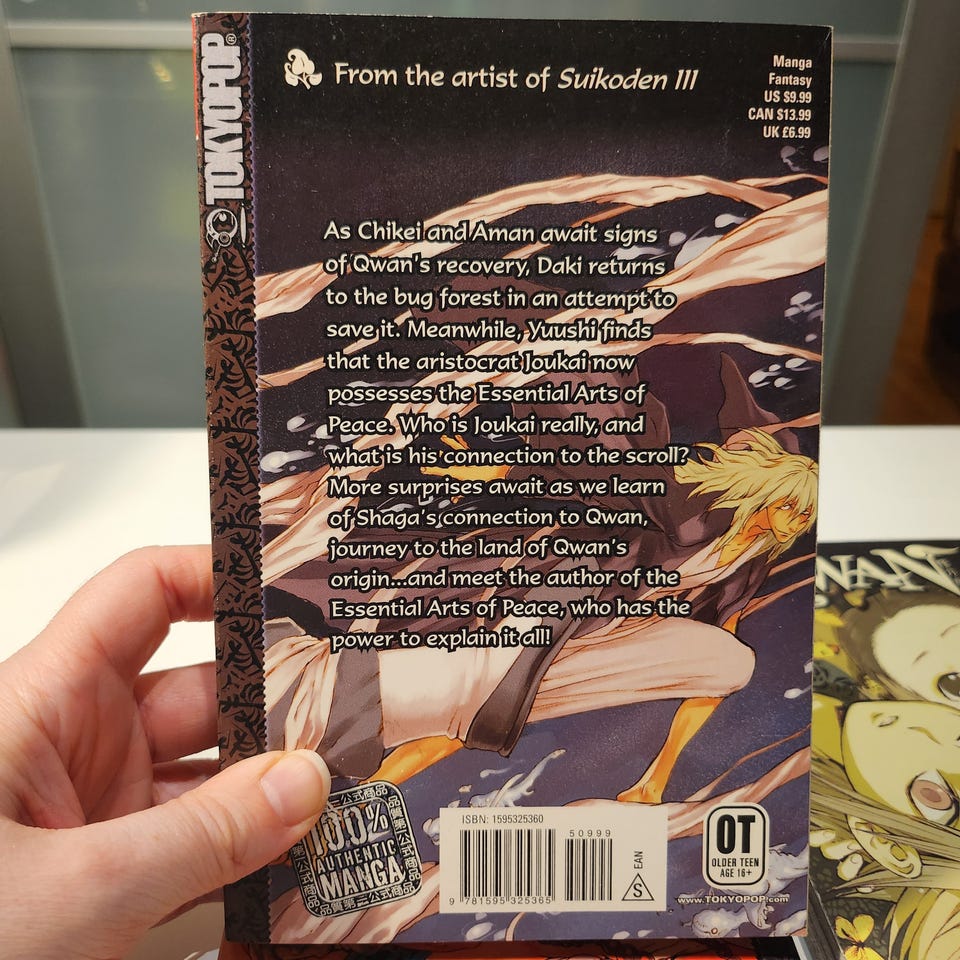 TOKYOPOP®
From the artist of Suikoden III
Manga
Fantasy
US $9.99
CAN $13.99
UK £6.99
As Chikei and Aman await signs
of Qwan's recovery, Daki returns
to the bug forest in an attempt to
save it. Meanwhile, Yuushi finds
that the aristocrat Joukai now
possesses the Essential Arts of
Peace. Who is Joukai really, and
what is his connection to the scroll?
More surprises await as we learn
of Shaga's connection to Qwan,
journey to the land of Qwan's
origin...and meet the author of the
Essential Arts of Peace, who has the
power to explain it all!
100%
AUTHENTIC
MANGA
ISBN: 1595325360
50999
9 781595 325365
EAN
S
OT
OLDER TEEN
AGE 16+
www.TOKYOPOP.com
WAN